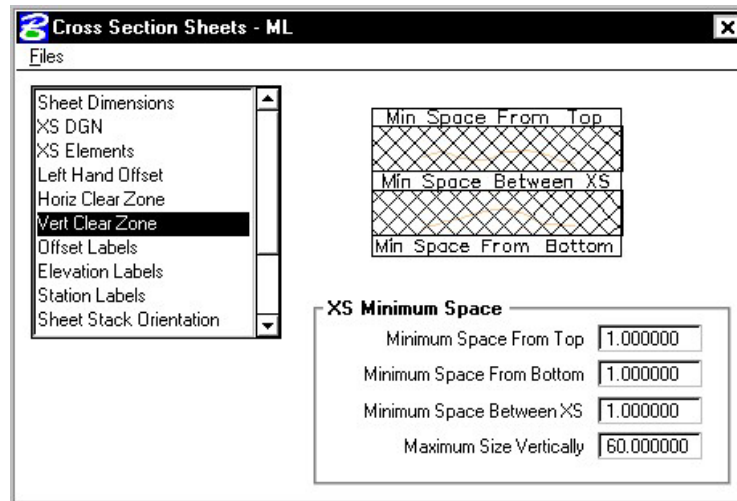 Cross Section Sheets - ML
Files
Sheet Dimensions
XS DGN
XS Elements
Left Hand Offset
Horiz Clear Zone
Vert Clear Zone
Offset Labels
Elevation Labels
Station Labels
Sheet Stack Orientation
Min Space From Top
Min Space Between XS
Min Space From Bottom
XS Minimum Space
Minimum Space From Top 1.000000
Minimum Space From Bottom 1.000000
Minimum Space Between XS 1.000000
Maximum Size Vertically 60.000000